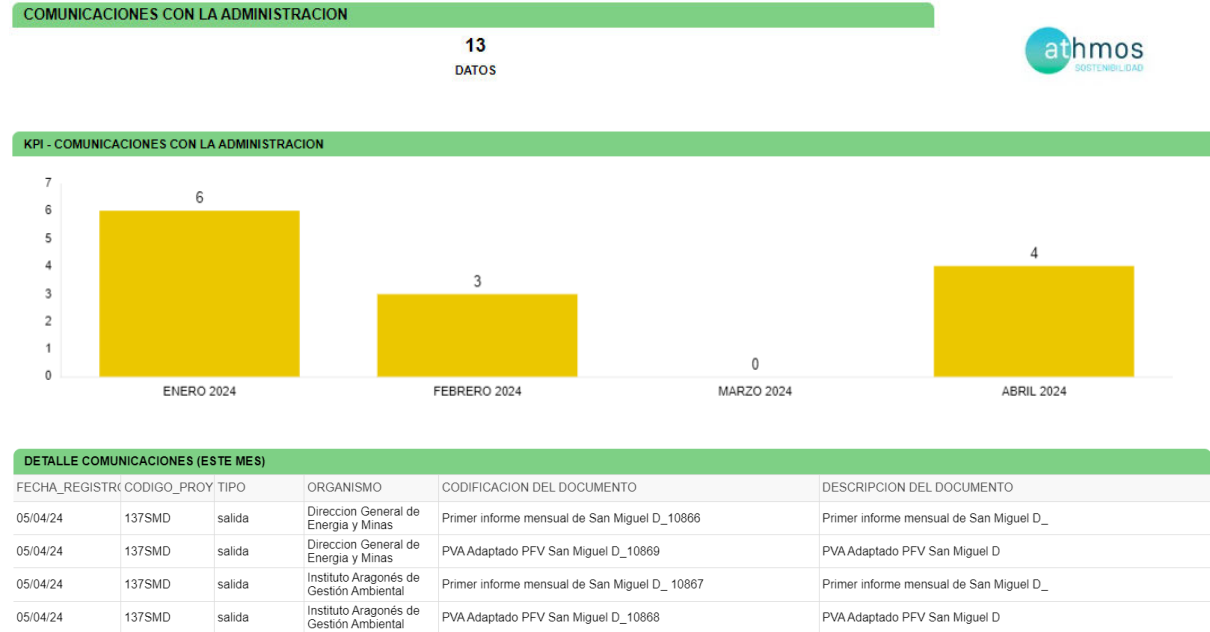 COMUNICACIONES CON LA ADMINISTRACION
13
DATOS
athmos
SOSTENIBILIDAD
KPI - COMUNICACIONES CON LA ADMINISTRACION
7
6
5
4
3
2
1
0
6
3
0
4
ENERO 2024 FEBRERO 2024 MARZO 2024 ABRIL 2024
DETALLE COMUNICACIONES (ESTE MES)
FECHA_REGISTR CODIGO_PROY TIPO ORGANISMO CODIFICACION DEL DOCUMENTO DESCRIPCION DEL DOCUMENTO
05/04/24 137SMD salida Direccion General de Energia y Minas Primer informe mensual de San Miguel D_10866 Primer informe mensual de San Miguel D_
05/04/24 137SMD salida Direccion General de Energia y Minas PVA Adaptado PFV San Miguel D_10869 PVA Adaptado PFV San Miguel D
05/04/24 137SMD salida Instituto Aragonés de Gestión Ambiental Primer informe mensual de San Miguel D_ 10867 Primer informe mensual de San Miguel D_
05/04/24 137SMD salida Instituto Aragonés de Gestión Ambiental PVA Adaptado PFV San Miguel D_10868 PVA Adaptado PFV San Miguel D